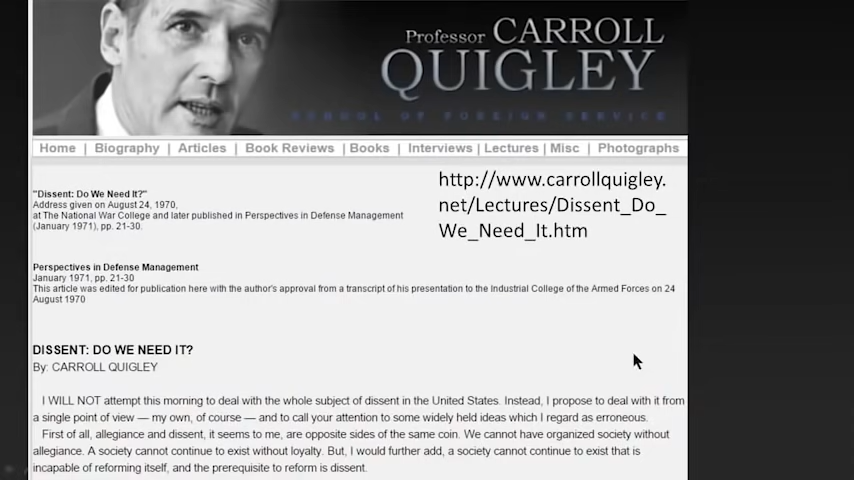 Professor CARROLL
QUIGLEY
SCHOOL OF FOREIGN SERVICE
Home | Biography | Articles | Book Reviews | Books | Interviews | Lectures | Misc | Photographs
http://www.carrollquigley.
net/Lectures/Dissent_Do_
We_Need_It.htm
"Dissent: Do We Need It?"
Address given on August 24, 1970,
at The National War College and later published in Perspectives in Defense Management
(January 1971), pp. 21-30.
Perspectives in Defense Management
January 1971, pp. 21-30
This article was edited for publication here with the author's approval from a transcript of his presentation to the Industrial College of the Armed Forces on 24
August 1970
DISSENT: DO WE NEED IT?
By: CARROLL QUIGLEY
I WILL NOT attempt this morning to deal with the whole subject of dissent in the United States. Instead, I propose to deal with it from
a single point of view — my own, of course — and to call your attention to some widely held ideas which I regard as erroneous.
First of all, allegiance and dissent, it seems to me, are opposite sides of the same coin. We cannot have organized society without
allegiance. A society cannot continue to exist without loyalty. But, I would further add, a society cannot continue to exist that is
incapable of reforming itself, and the prerequisite to reform is dissent.